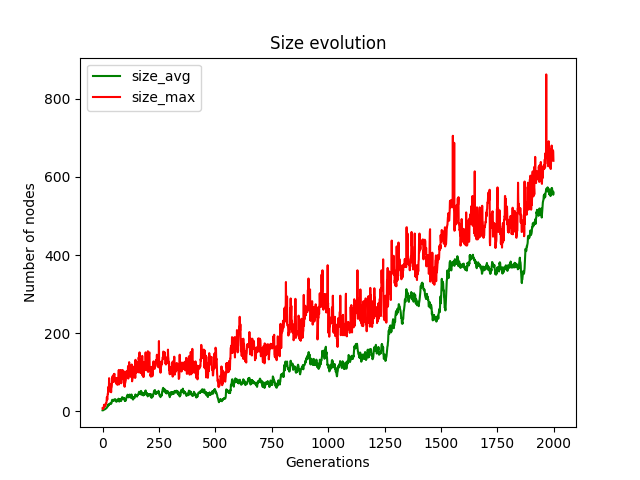 Size evolution
size_avg
size_max
800
600
400
200
0
Number of nodes
0 250 500 750 1000 1250 1500 1750 2000
Generations